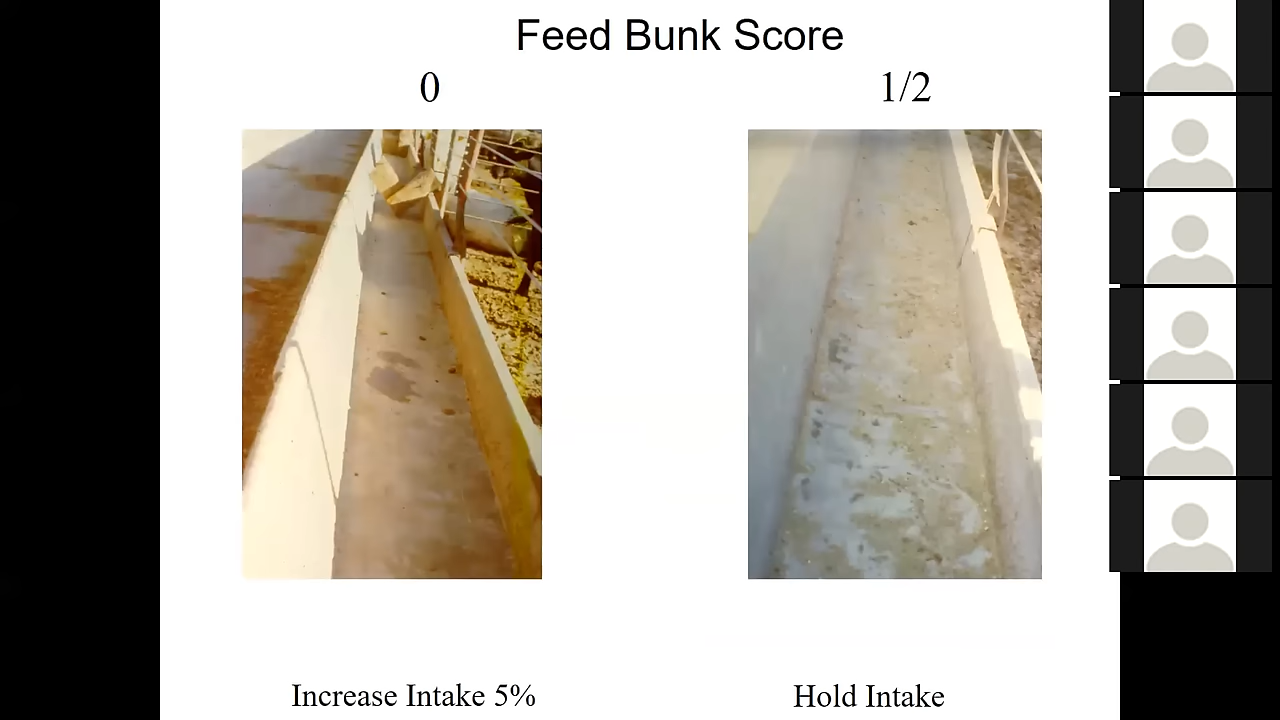 Feed Bunk Score
0
1/2
Increase Intake 5%
Hold Intake